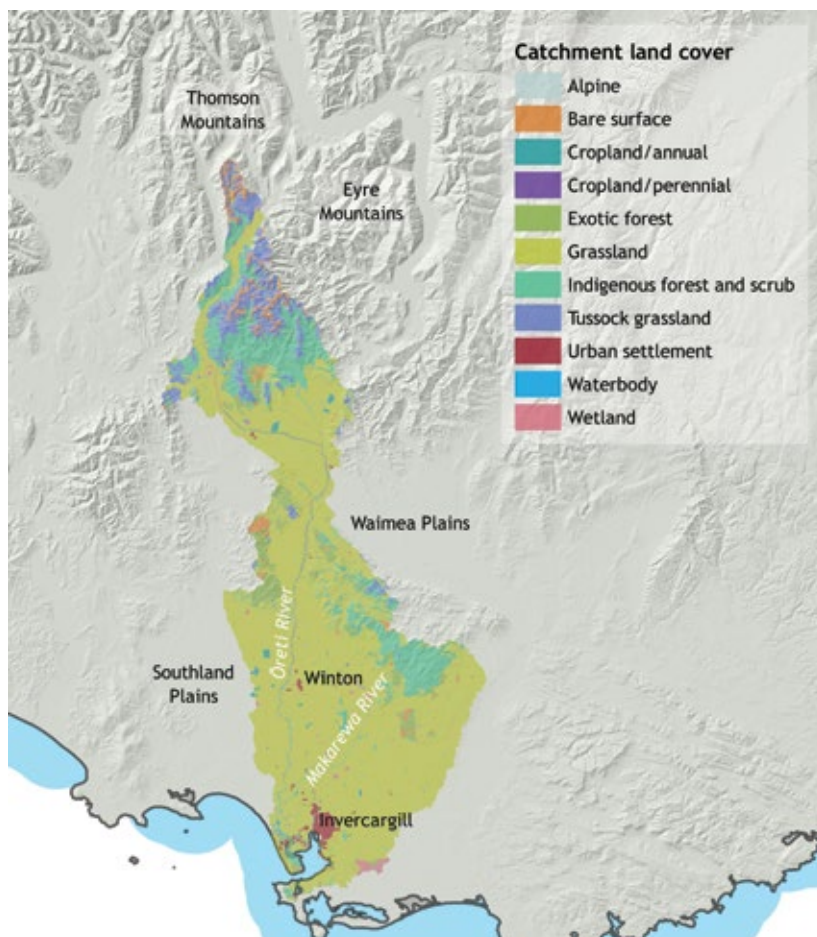 Catchment land cover
Alpine
Bare surface
Cropland/annual
Cropland/perennial
Exotic forest
Grassland
Indigenous forest and scrub
Tussock grassland
Urban settlement
Waterbody
Wetland
Thomson
Mountains
Eyre
Mountains
Waimea Plains
Oreti River
Southland
Plains
Winton
Makarewa River
Invercargill